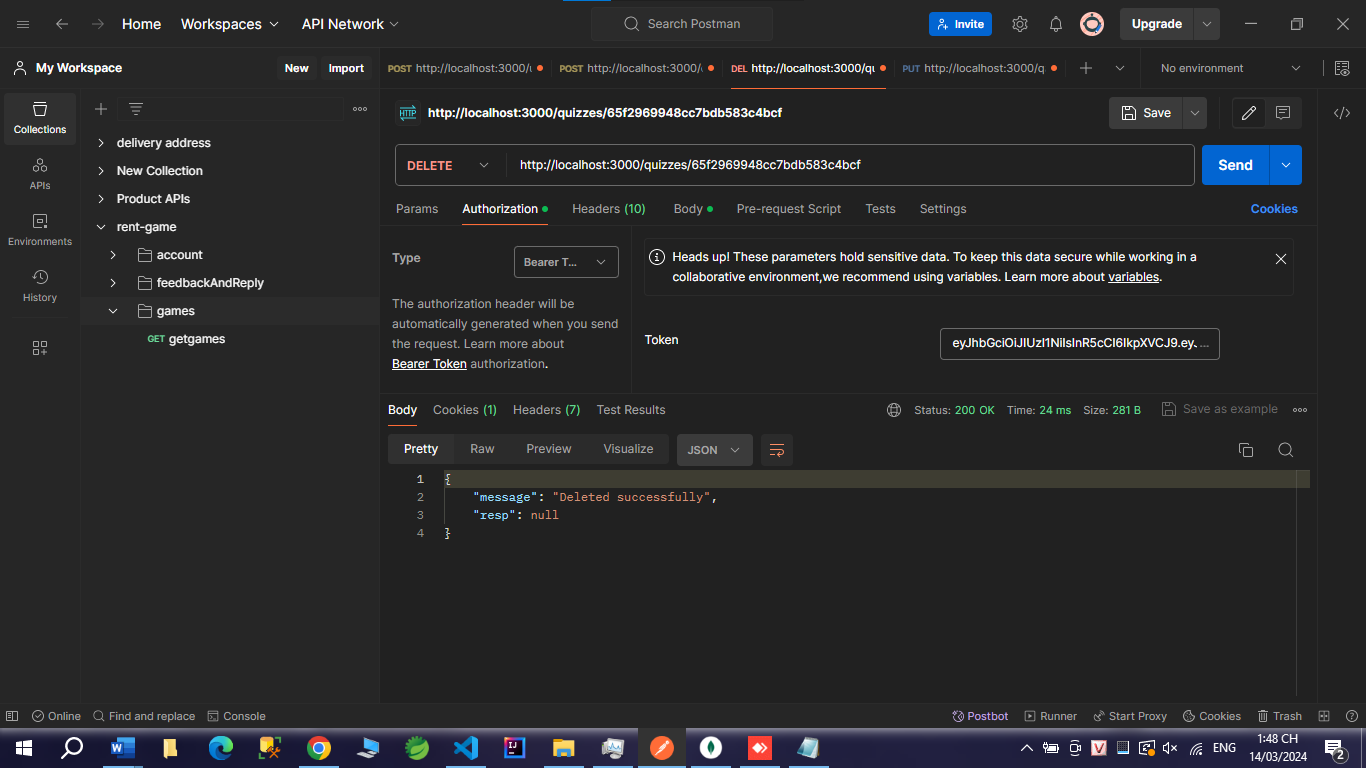 Home Workspaces API Network Search Postman Invite Upgrade
My Workspace New Import POST http://localhost:3000/ POST http://localhost:3000/ DEL http://localhost:3000/qu PUT http://localhost:3000/q No environment
Collections
APIs
Environments
History
delivery address
New Collection
Product APIs
rent-game
account
feedbackAndReply
games
GET getgames
HTTP http://localhost:3000/quizzes/65f2969948cc7bdb583c4bcf Save
DELETE http://localhost:3000/quizzes/65f2969948cc7bdb583c4bcf Send
Params Authorization Headers (10) Body Pre-request Script Tests Settings Cookies
Type Bearer T...
The authorization header will be
automatically generated when you send
the request. Learn more about
Bearer Token authorization.
Heads up! These parameters hold sensitive data. To keep this data secure while working in a
collaborative environment,we recommend using variables. Learn more about variables.
Token eyJhbGciOiJIUzI1NiIsInR5cCI6IkpXVCJ9.eyJ...
Body Cookies (1) Headers (7) Test Results Status: 200 OK Time: 24 ms Size: 281 B Save as example
Pretty Raw Preview Visualize JSON
1 {
2 "message": "Deleted successfully",
3 "resp": null
4 }
Online Find and replace Console Postbot Runner Start Proxy Cookies Trash
ENG 1:48 CH
14/03/2024
2